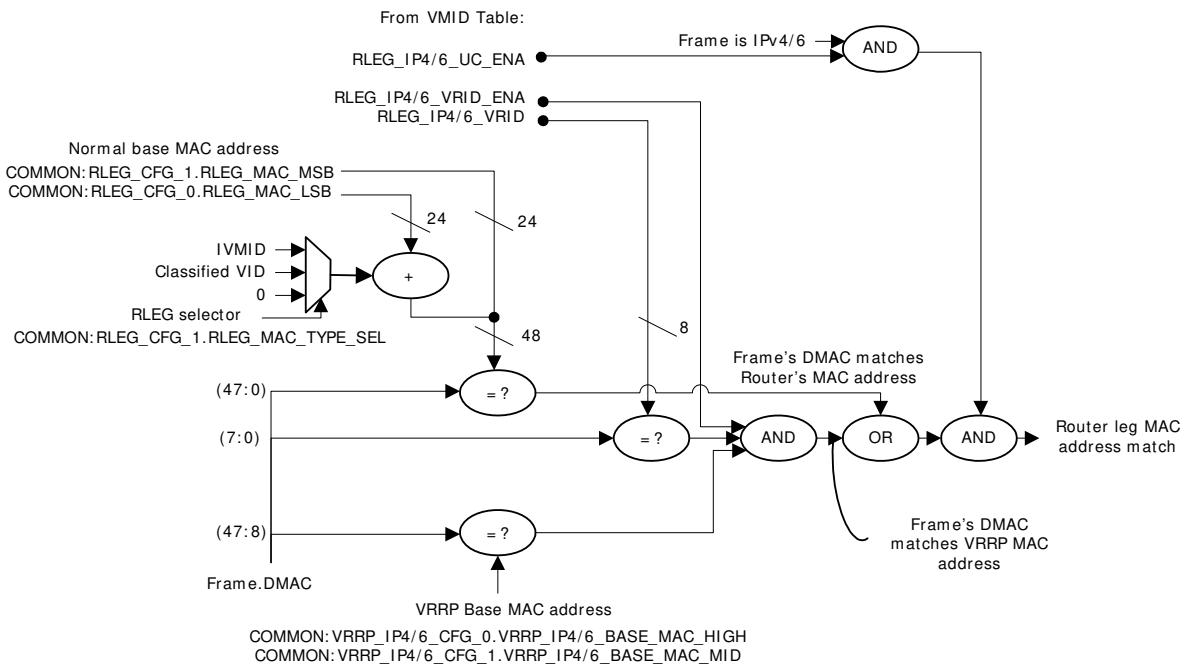 From VMID Table:
Frame is IPv4/6
AND
RLEG_IP4/6_UC_ENA
RLEG_IP4/6_VRID_ENA
RLEG_IP4/6_VRID
Normal base MAC address
COMMON:RLEG_CFG_1.RLEG_MAC_MSB
COMMON:RLEG_CFG_0.RLEG_MAC_LSB
24
24
IVMID
Classified VID
0
+
RLEG selector
COMMON:RLEG_CFG_1.RLEG_MAC_TYPE_SEL
48
8
Frame's DMAC matches
Router's MAC address
(47:0)
= ?
(7:0)
= ?
AND
OR
AND
Router leg MAC
address match
(47:8)
= ?
Frame's DMAC
matches VRRP MAC
address
Frame.DMAC
VRRP Base MAC address
COMMON:VRRP_IP4/6_CFG_0.VRRP_IP4/6_BASE_MAC_HIGH
COMMON:VRRP_IP4/6_CFG_1.VRRP_IP4/6_BASE_MAC_MID